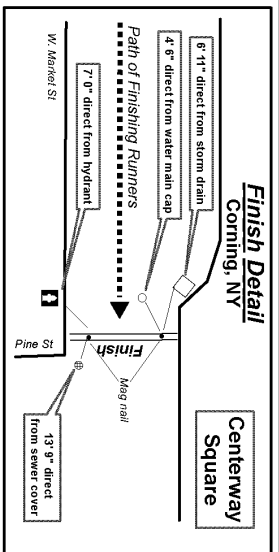 Finish Detail
Corning, NY
Centerway
Square
6' 11" direct from storm drain
4' 6" direct from water main cap
Path of Finishing Runners
7' 0" direct from hydrant
W. Market St
Finish
Mag nail
Pine St
13' 9" direct
from sewer cover